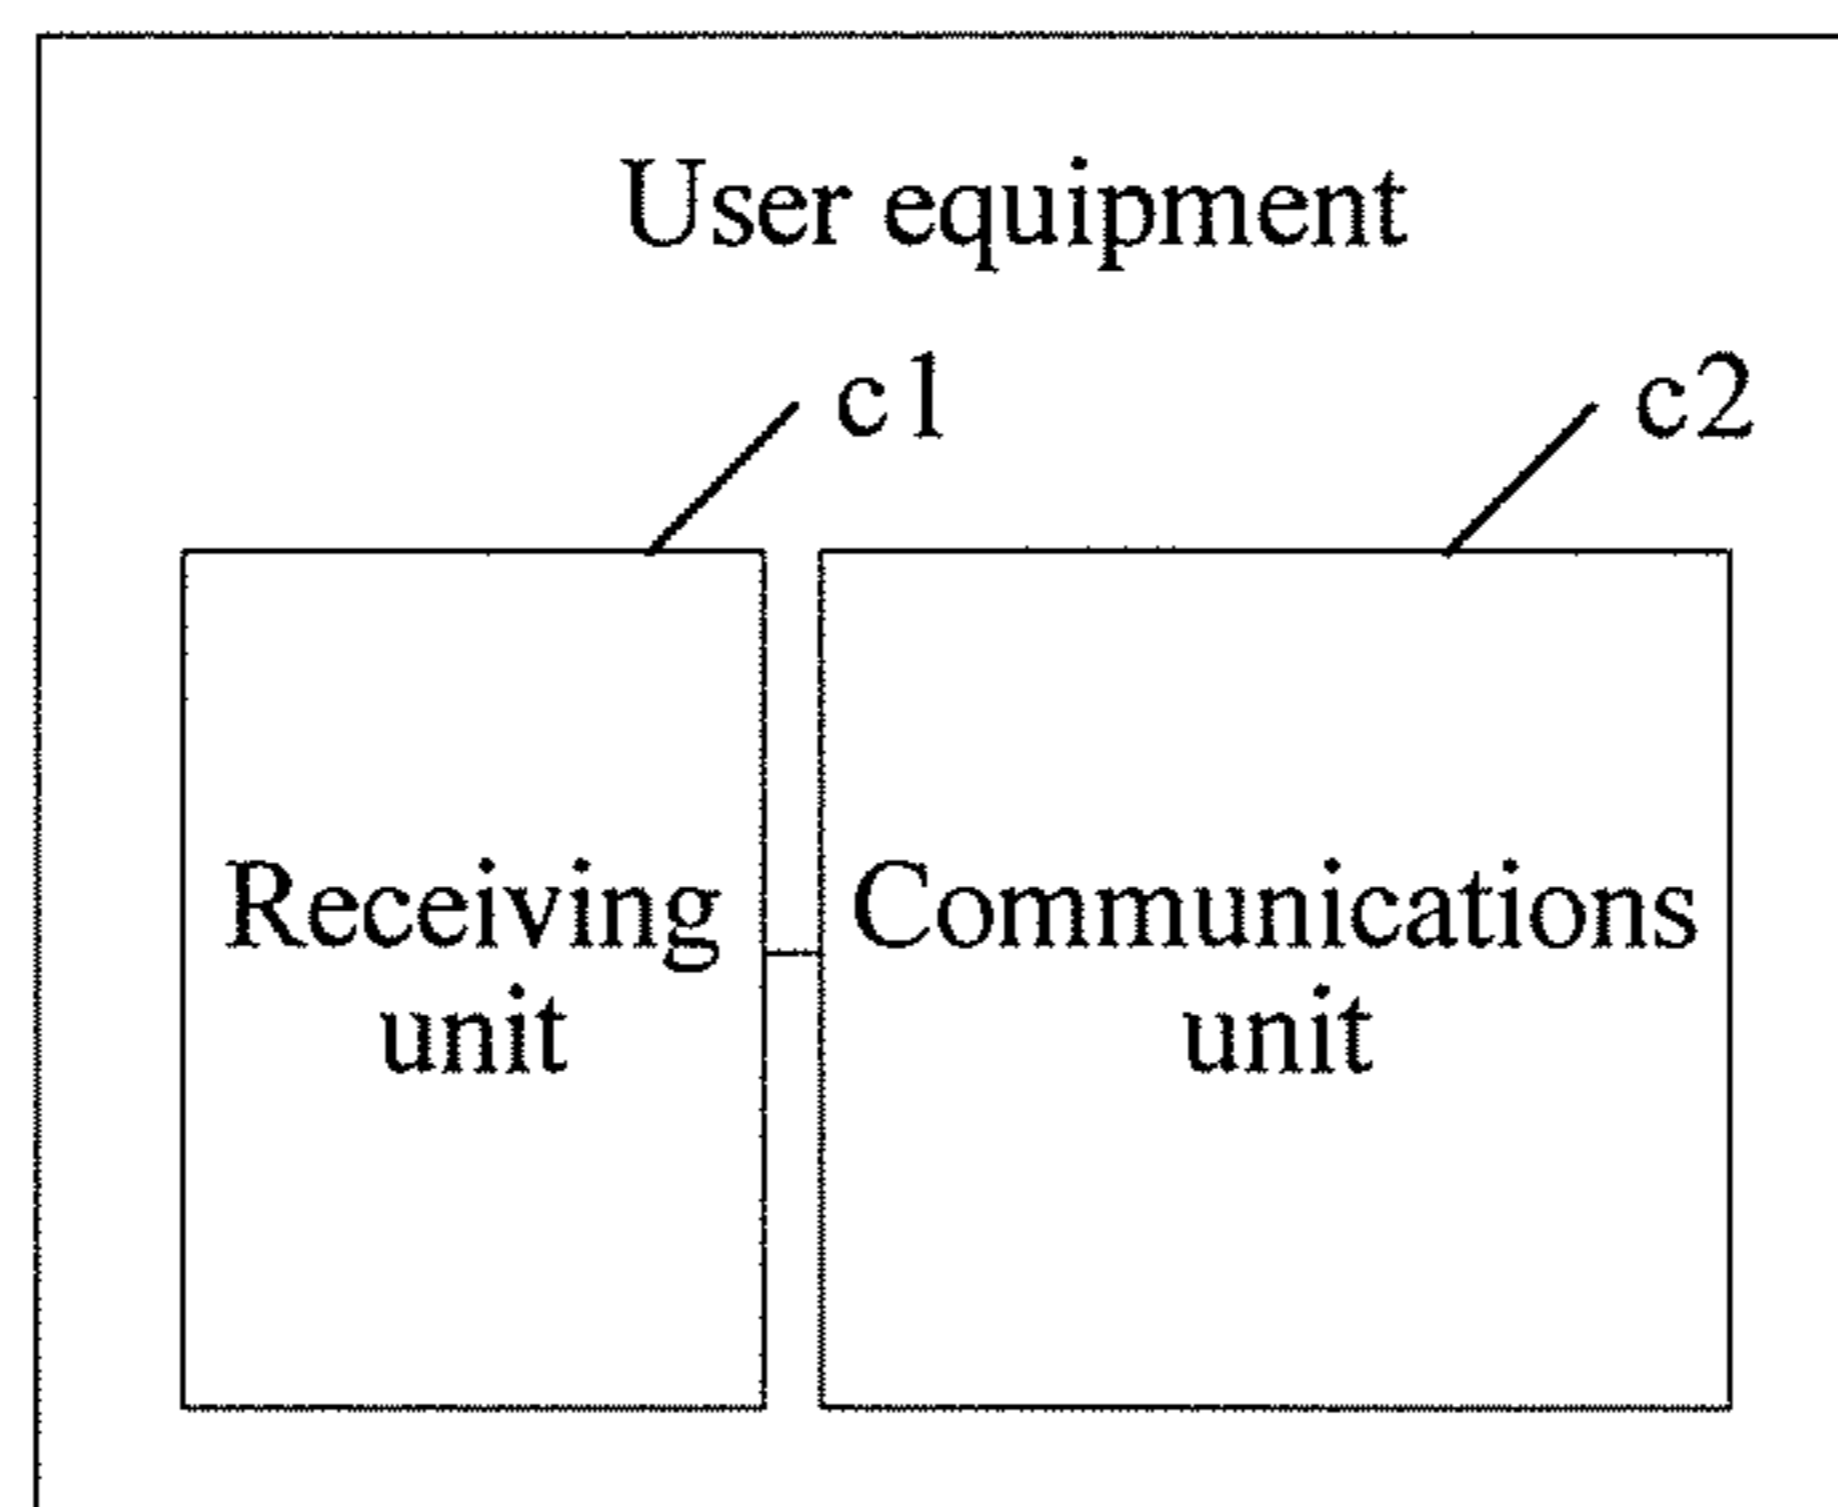 User equipment
c1
c2
Receiving
unit
Communications
unit